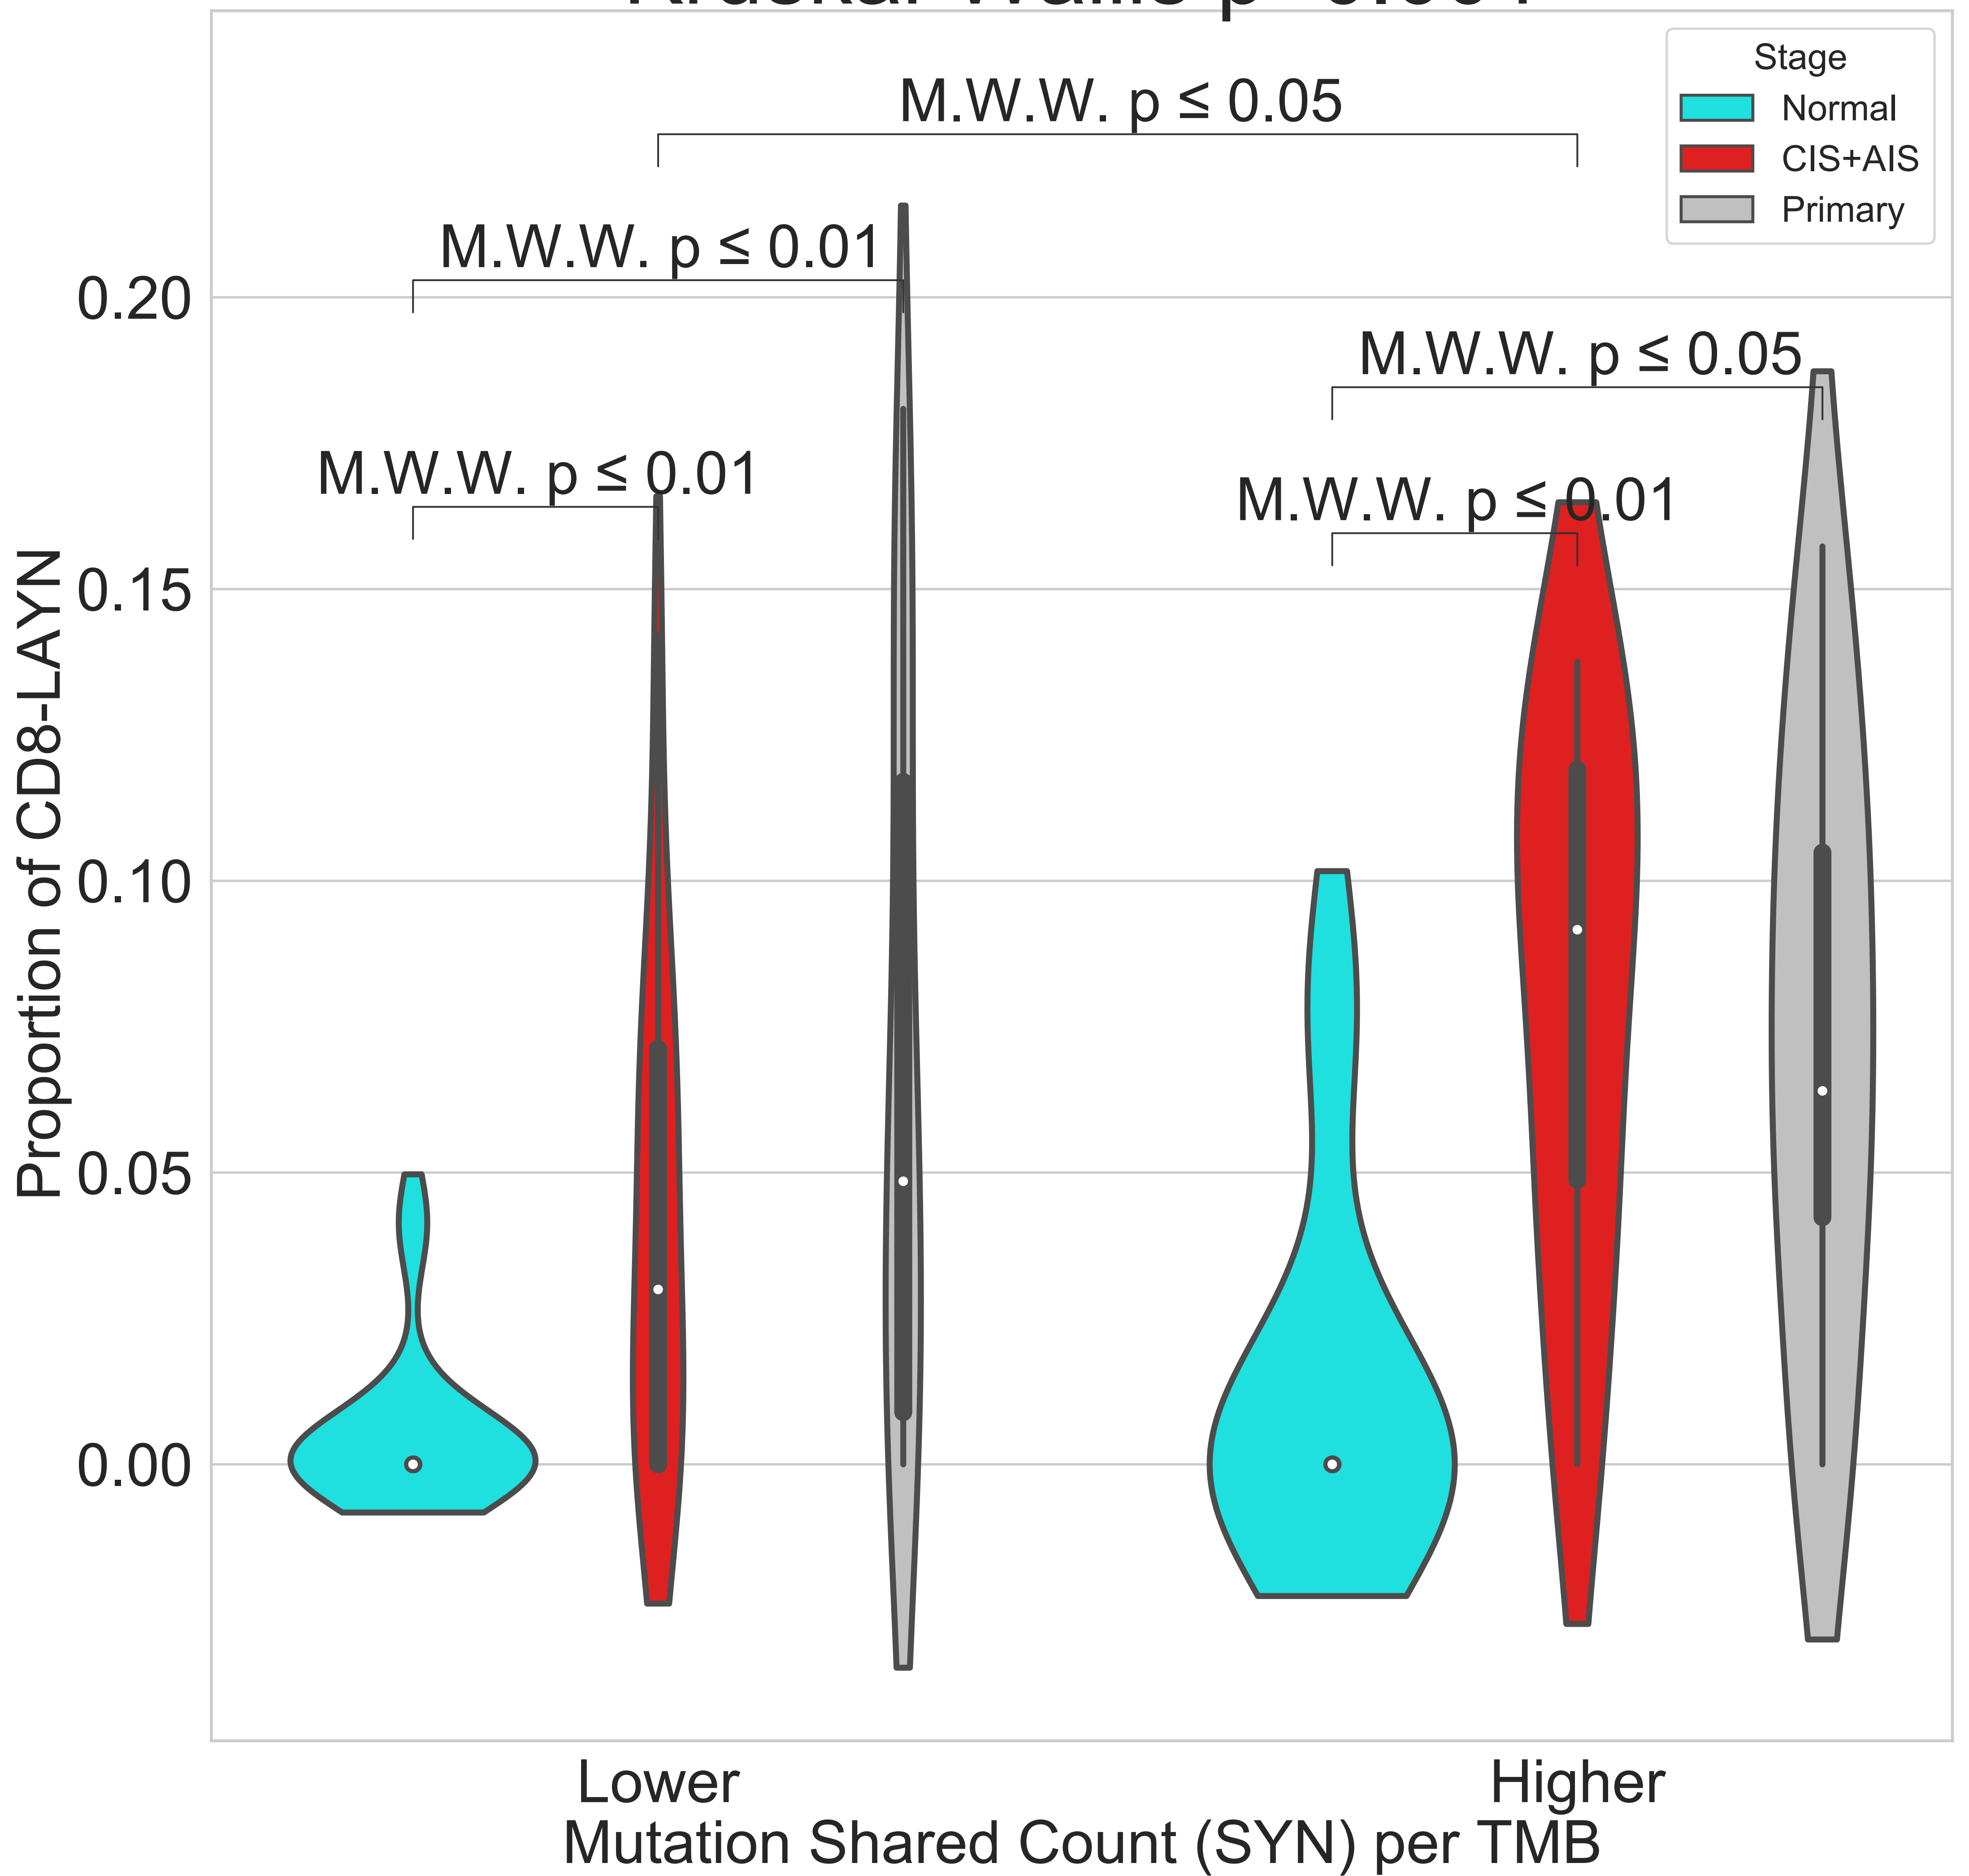 Stage
Normal
CIS+AIS
Primary
M.W.W. p ≤ 0.05
M.W.W. p ≤ 0.01
M.W.W. p ≤ 0.05
M.W.W. p ≤ 0.01
M.W.W. p ≤ 0.01
Proportion of CD8-LAYN
0.20
0.15
0.10
0.05
0.00
Lower
Higher
Mutation Shared Count (SYN) per TMB